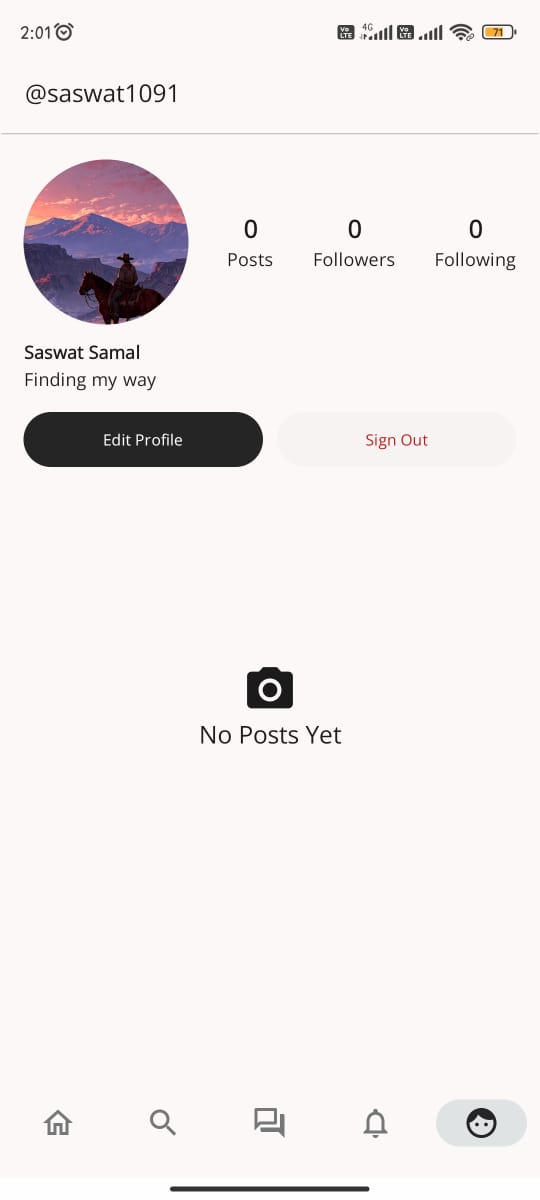 2:01
Vo LTE 4G Vo LTE 71
@saswat1091
0 0 0
Posts Followers Following
Saswat Samal
Finding my way
Edit Profile Sign Out
No Posts Yet